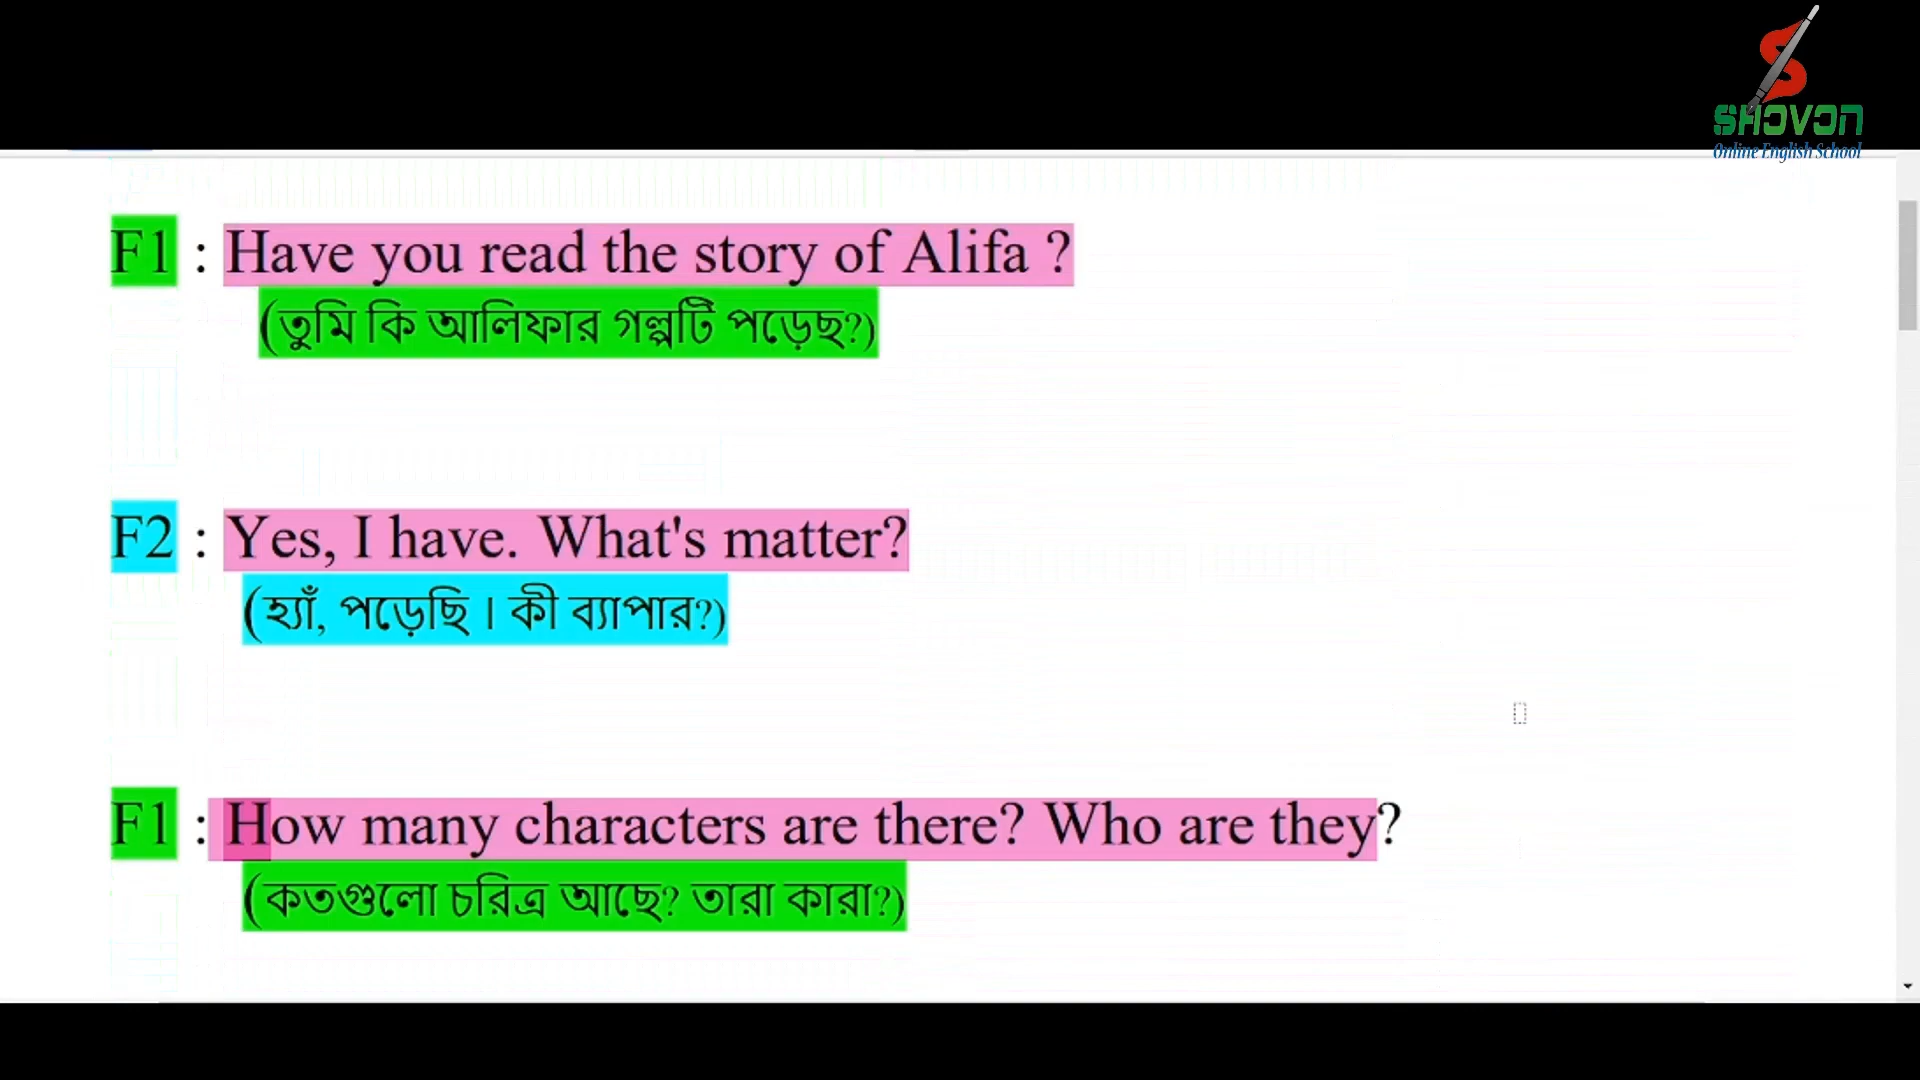 SHOVON
Online English School
F1 : Have you read the story of Alifa ?
(তুমি কি আলিফার গল্পটি পড়েছ?)
F2 : Yes, I have. What's matter?
(হ্যাঁ, পড়েছি । কী ব্যাপার?)
F1 : How many characters are there? Who are they?
(কতগুলো চরিত্র আছে? তারা কারা?)